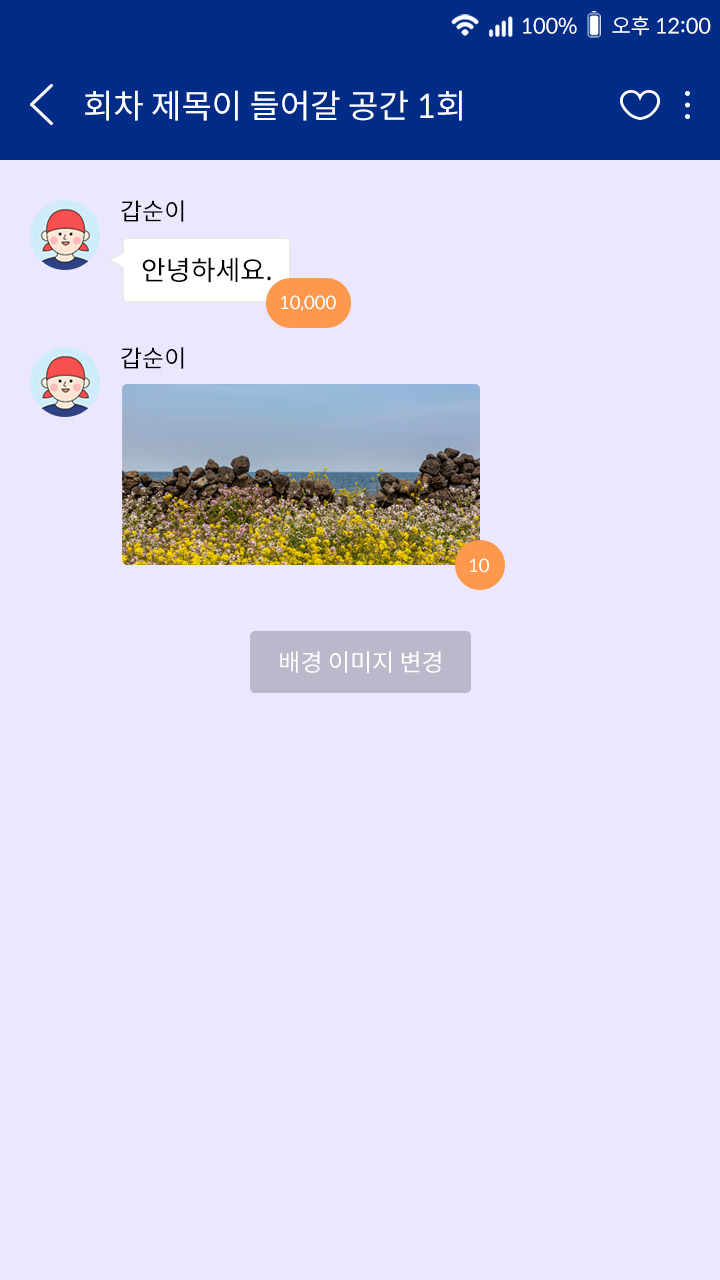 100% 오후 12:00
회차 제목이 들어갈 공간 1회
갑순이
안녕하세요.
10,000
갑순이
10
배경 이미지 변경